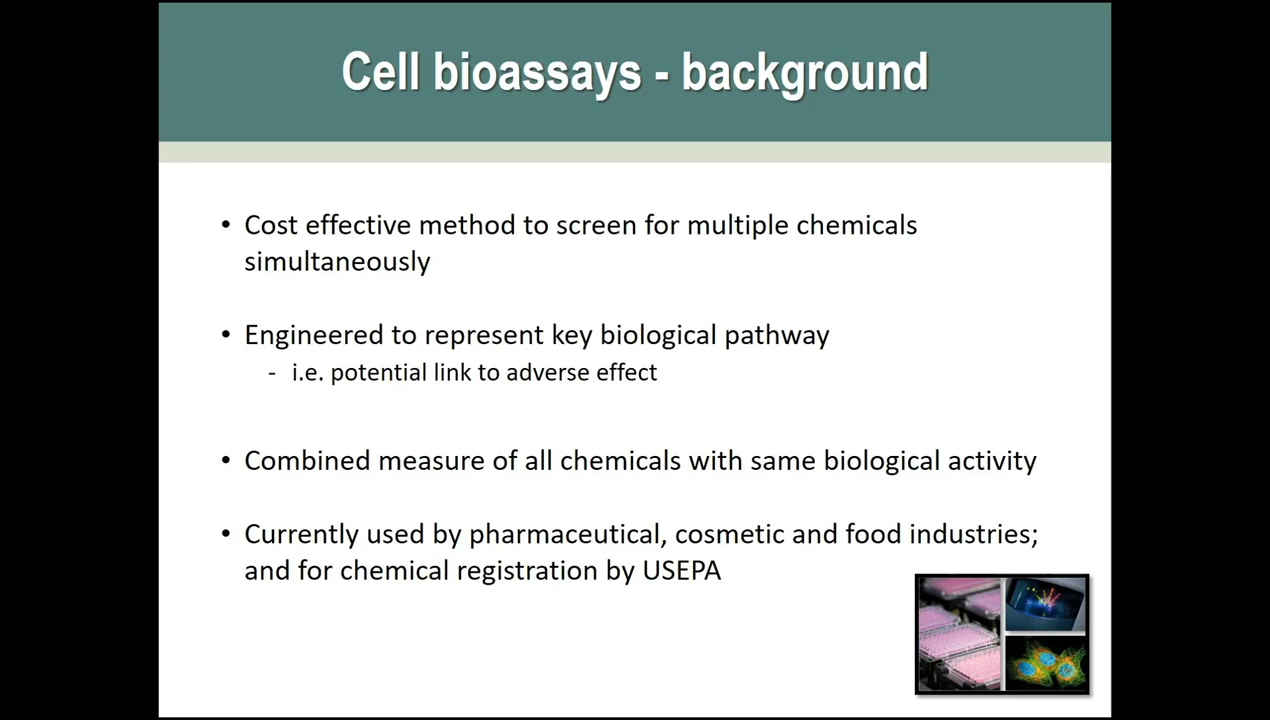 Cell bioassays - background
• Cost effective method to screen for multiple chemicals
simultaneously
• Engineered to represent key biological pathway
- i.e. potential link to adverse effect
• Combined measure of all chemicals with same biological activity
• Currently used by pharmaceutical, cosmetic and food industries;
and for chemical registration by USEPA